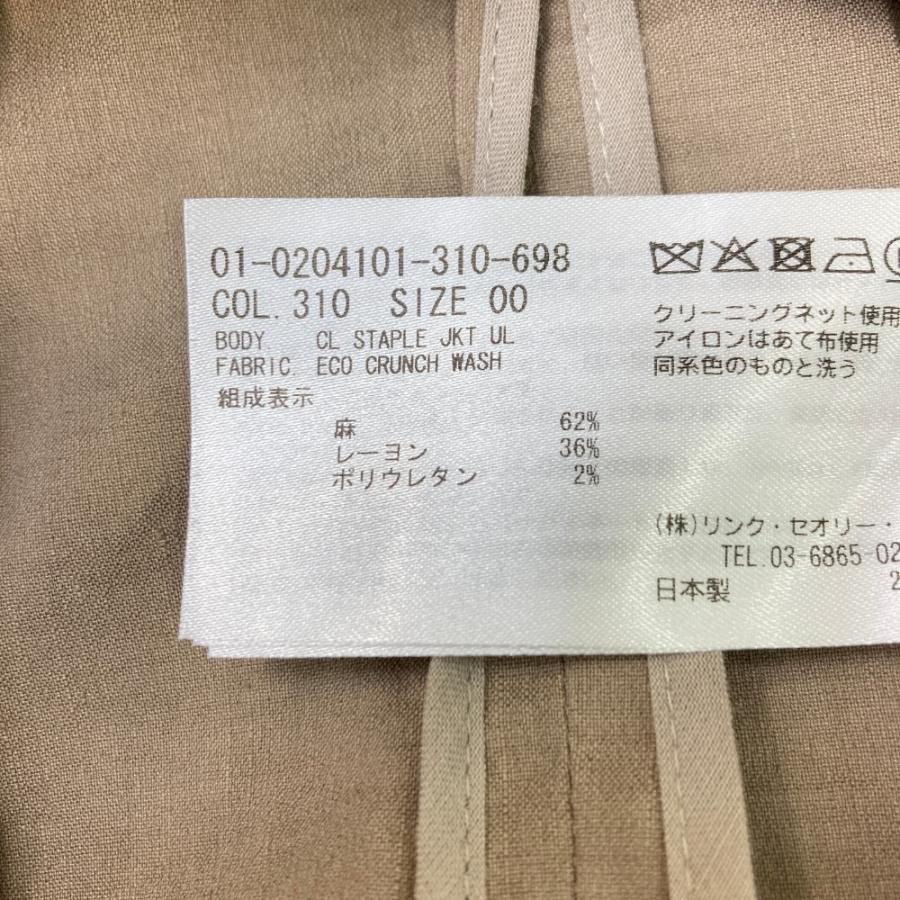 01-0204101-310-698
COL. 310 SIZE 00
BODY. CL STAPLE JKT UL
FABRIC. ECO CRUNCH WASH
組成表示
麻 62%
レーヨン 36%
ポリウレタン 2%
クリーニングネット使用
アイロンはあて布使用
同系色のものと洗う
(株)リンク・セオリー・
TEL.03-6865-02
日本製 2